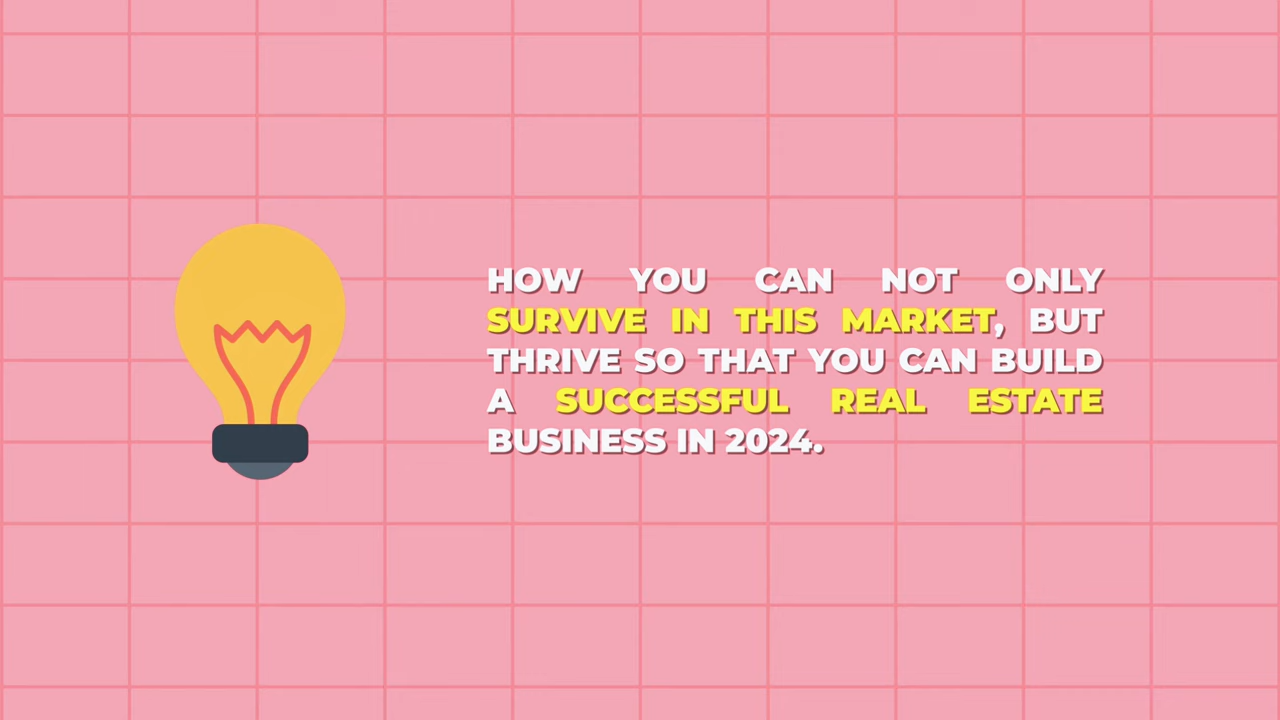 HOW YOU CAN NOT ONLY
SURVIVE IN THIS MARKET, BUT
THRIVE SO THAT YOU CAN BUILD
A SUCCESSFUL REAL ESTATE
BUSINESS IN 2024.